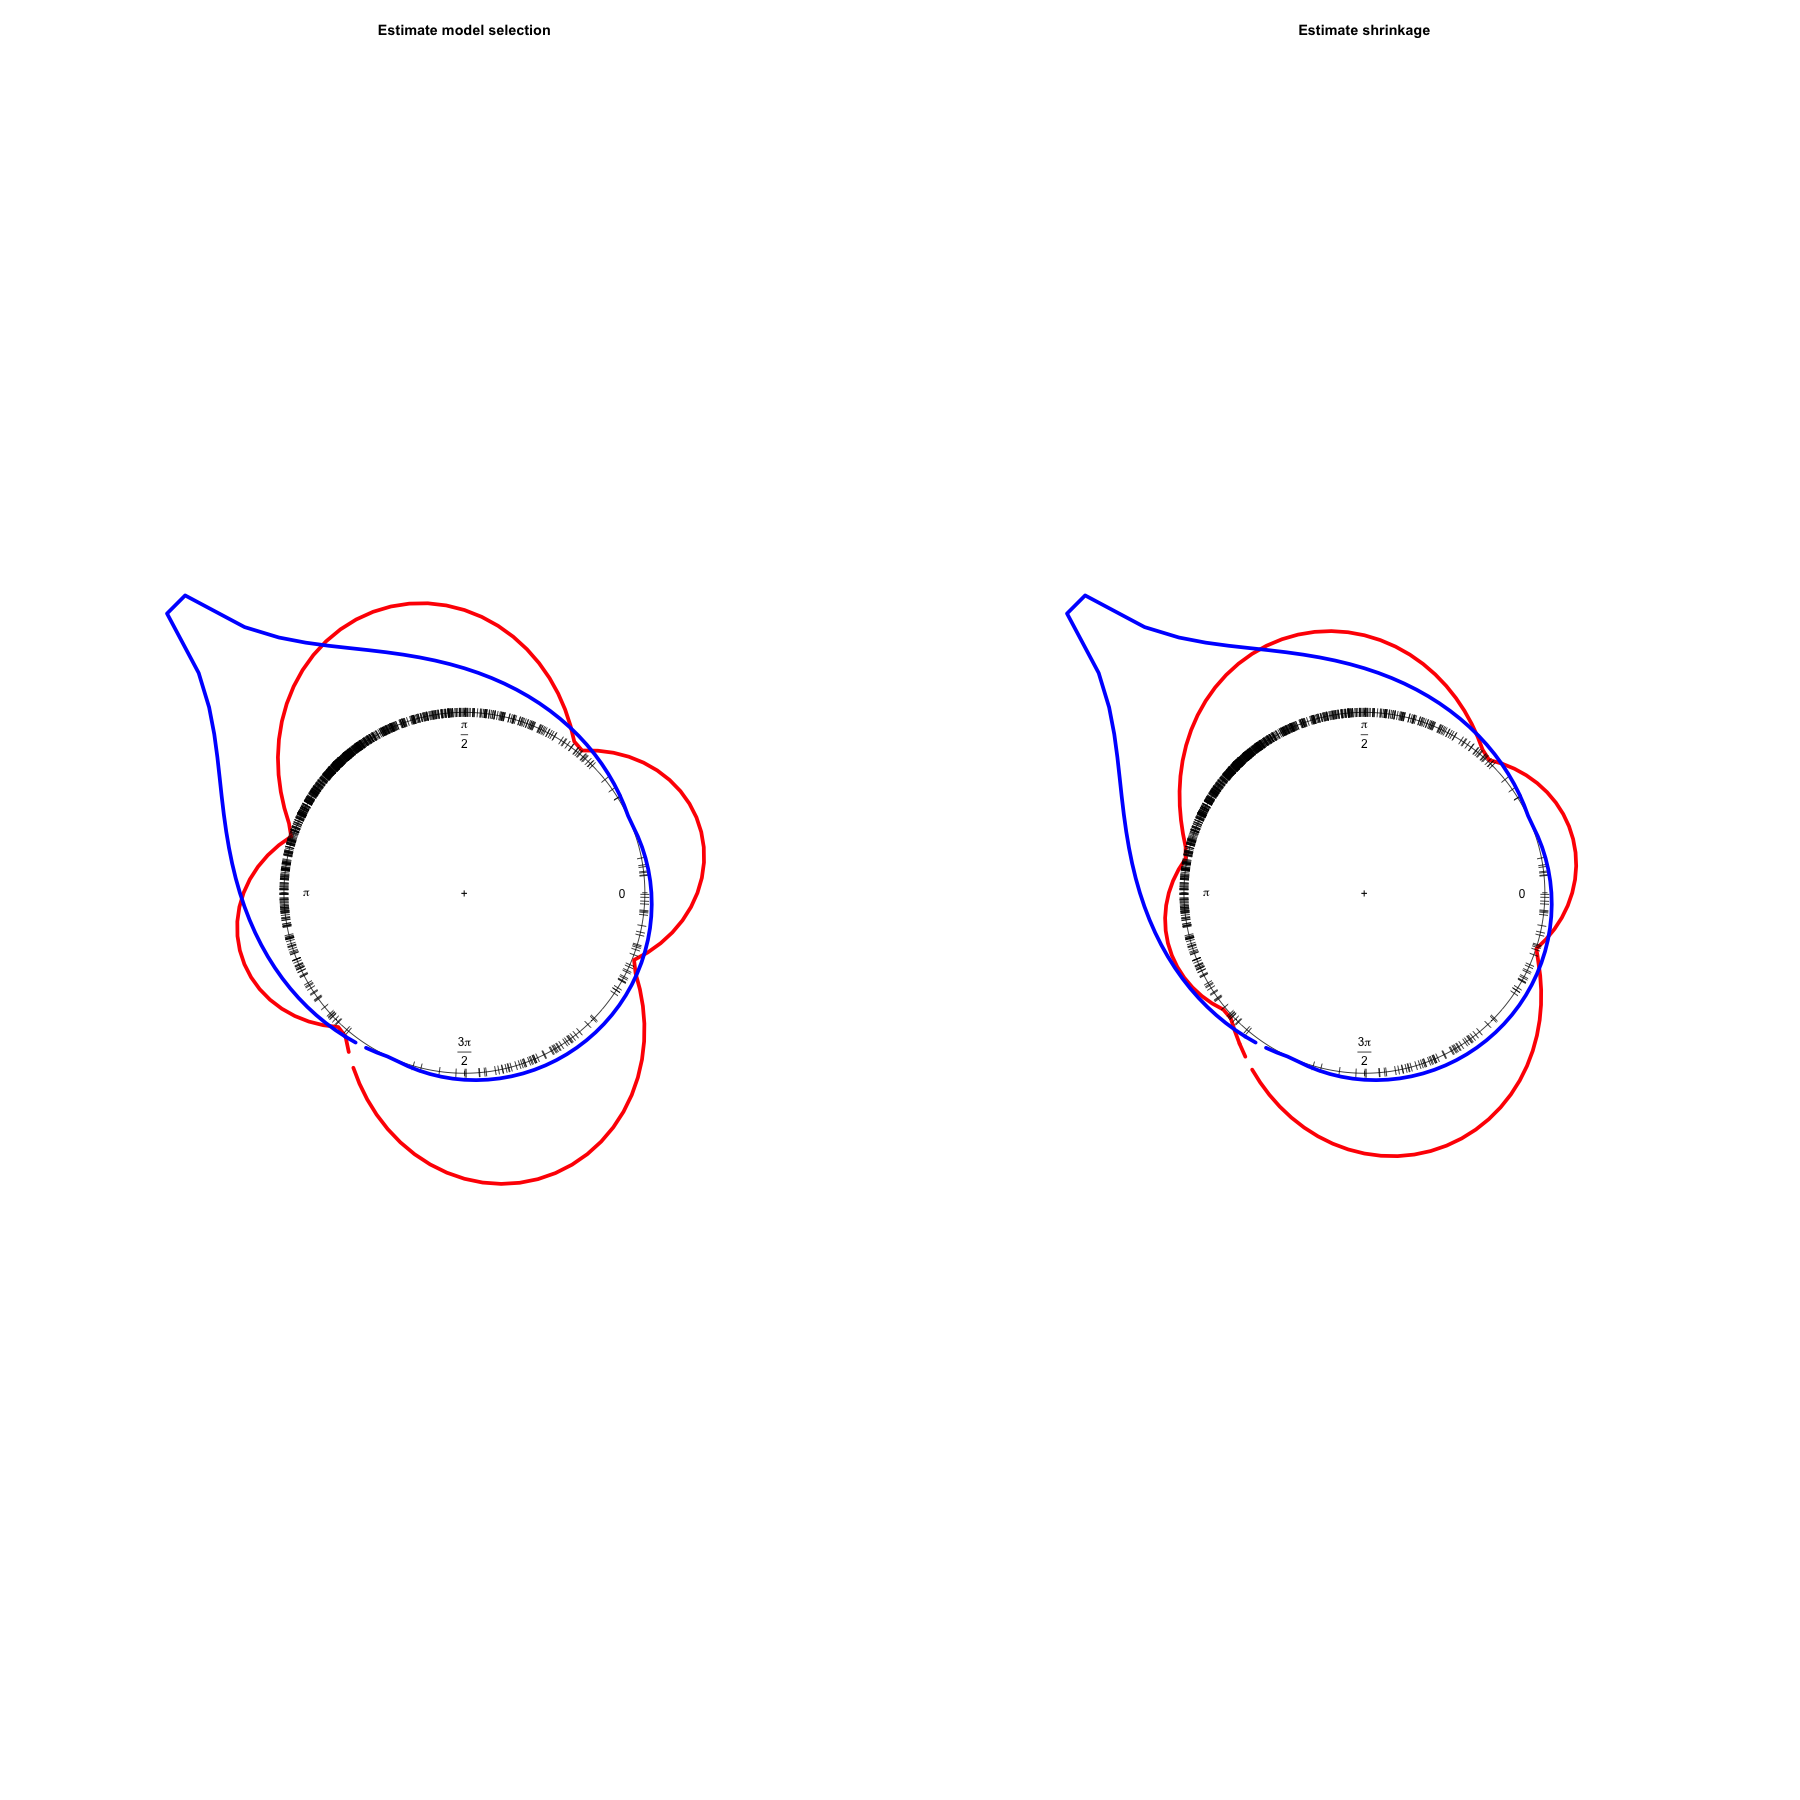 Estimate model selection
Estimate shrinkage
π
2
π
2
π
+
0
π
+
0
3π
2
3π
2